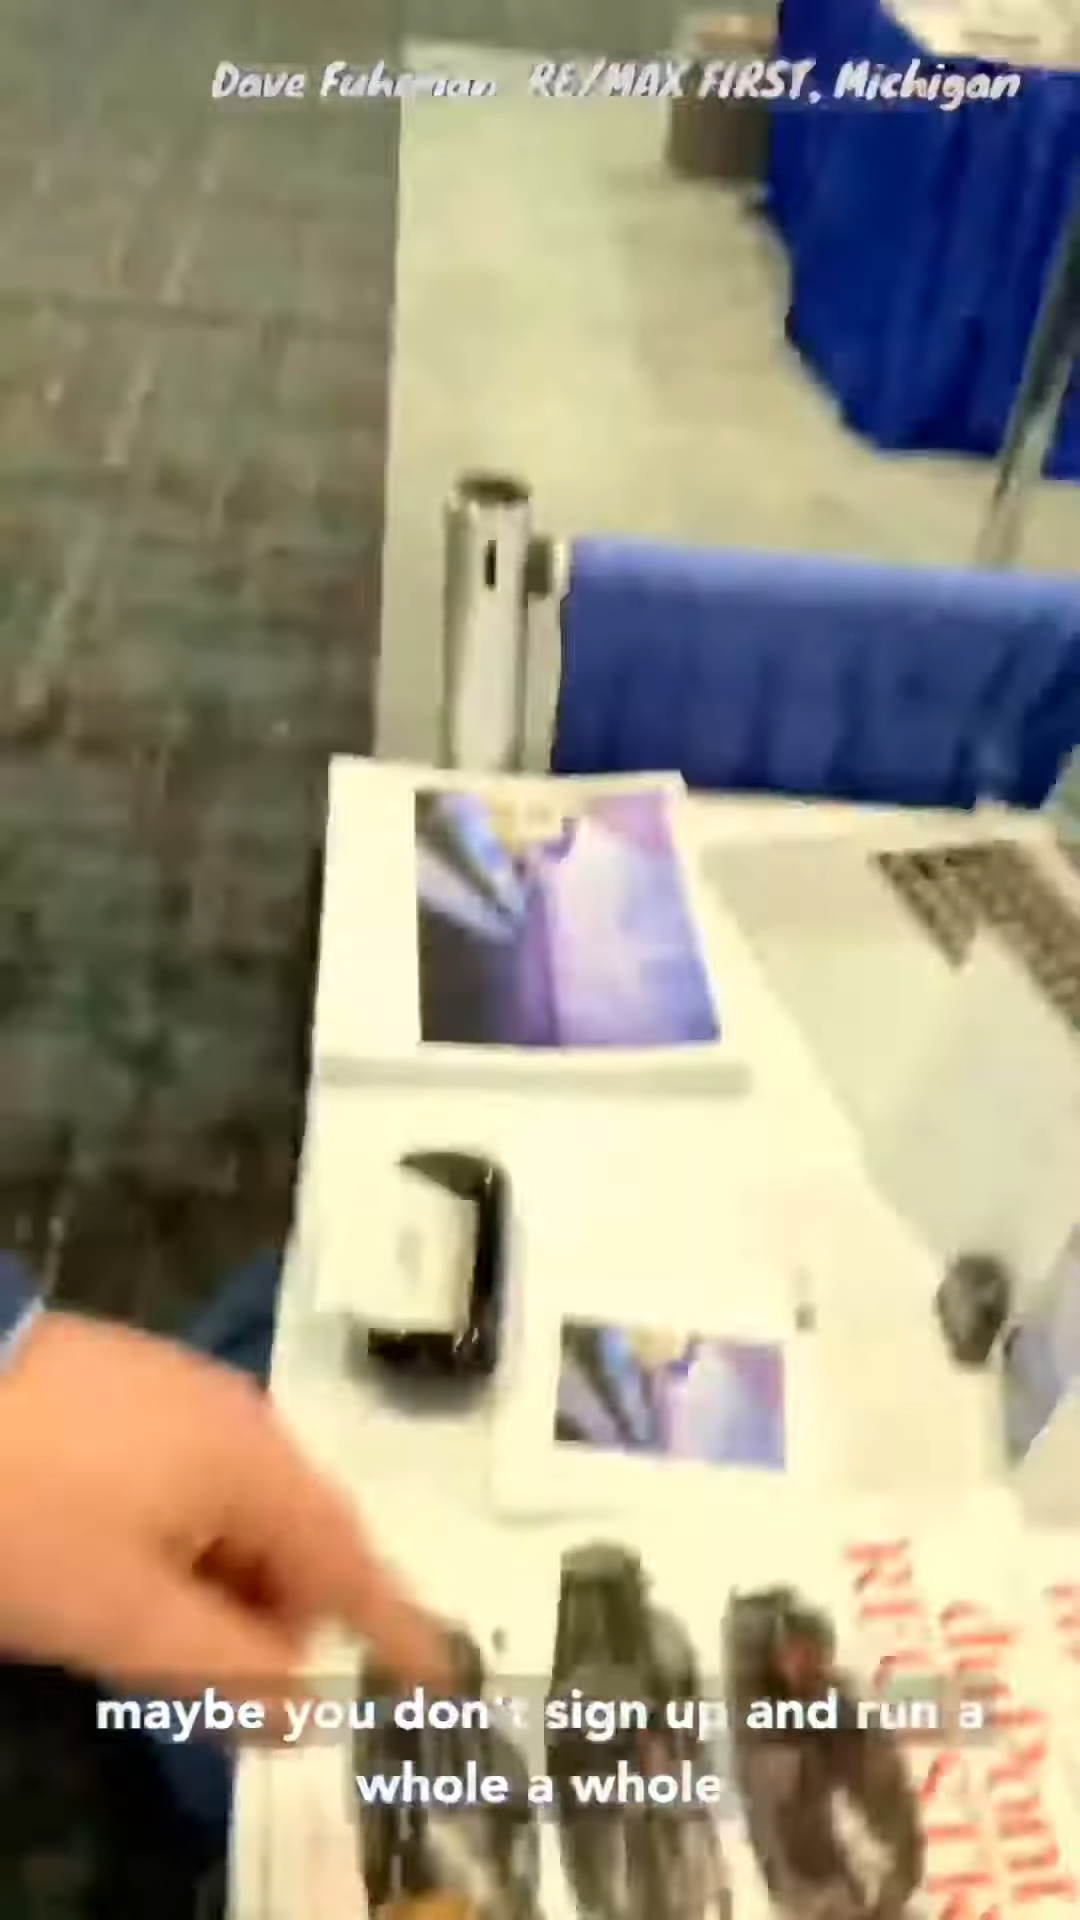 Dave Fuhrman RE/MAX FIRST, Michigan
maybe you don't sign up and run a
whole a whole